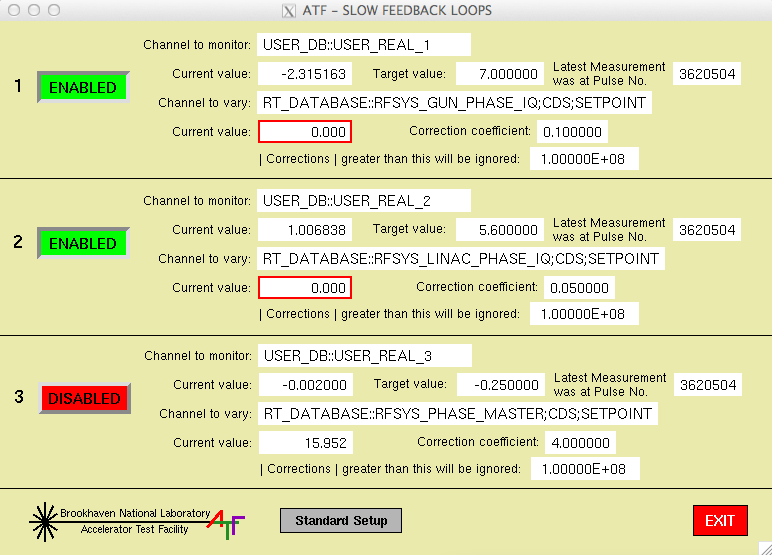 ATF - SLOW FEEDBACK LOOPS
Channel to monitor: USER_DB::USER_REAL_1
1 ENABLED
Current value: -2.315163 Target value: 7.000000 Latest Measurement was at Pulse No. 3620504
Channel to vary: RT_DATABASE::RFSYS_GUN_PHASE_IQ;CDS;SETPOINT
Current value: 0.000 Correction coefficient: 0.100000
| Corrections | greater than this will be ignored: 1.00000E+08
Channel to monitor: USER_DB::USER_REAL_2
2 ENABLED
Current value: 1.006838 Target value: 5.600000 Latest Measurement was at Pulse No. 3620504
Channel to vary: RT_DATABASE::RFSYS_LINAC_PHASE_IQ;CDS;SETPOINT
Current value: 0.000 Correction coefficient: 0.050000
| Corrections | greater than this will be ignored: 1.00000E+08
Channel to monitor: USER_DB::USER_REAL_3
3 DISABLED
Current value: -0.002000 Target value: -0.250000 Latest Measurement was at Pulse No. 3620504
Channel to vary: RT_DATABASE::RFSYS_PHASE_MASTER;CDS;SETPOINT
Current value: 15.952 Correction coefficient: 4.000000
| Corrections | greater than this will be ignored: 1.00000E+08
Brookhaven National Laboratory
Accelerator Test Facility
ATF
Standard Setup
EXIT